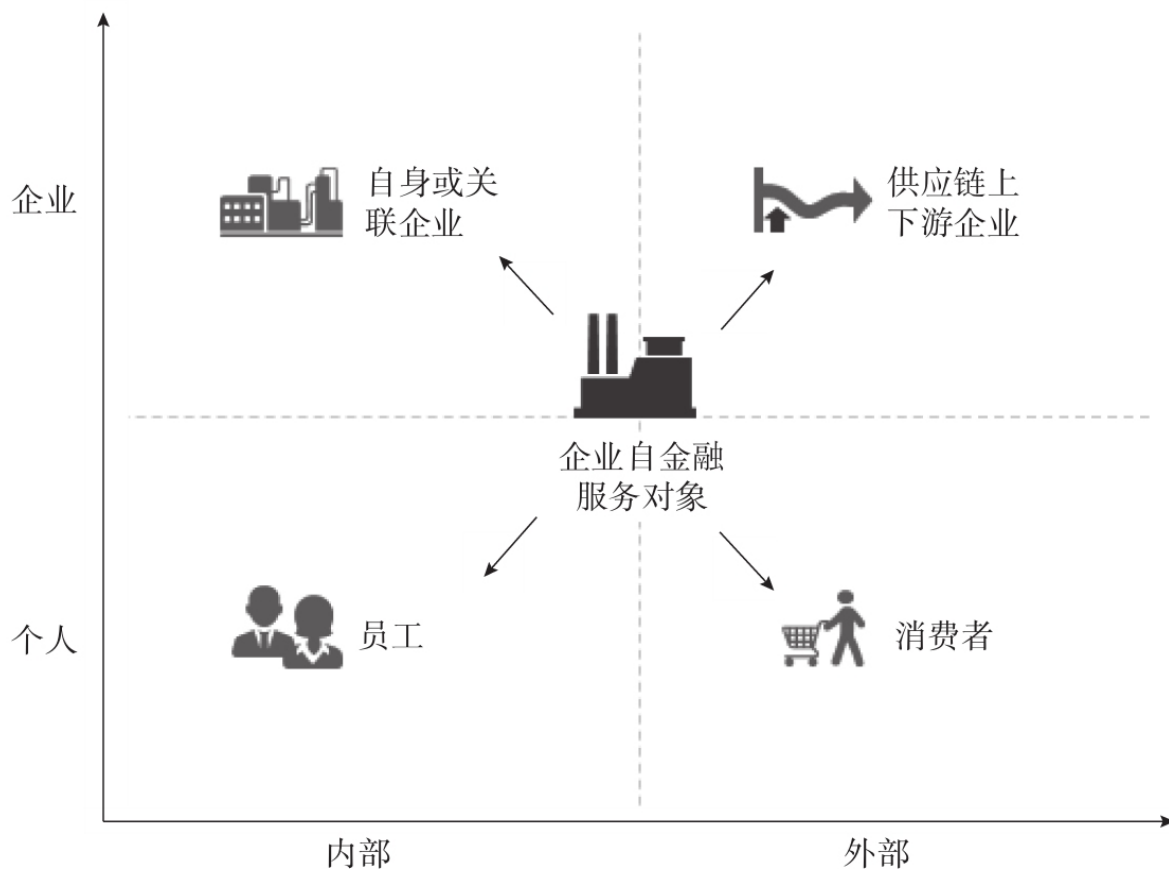 企业
自身或关
联企业
供应链上
下游企业
企业自金融
服务对象
个人
员工
消费者
内部
外部